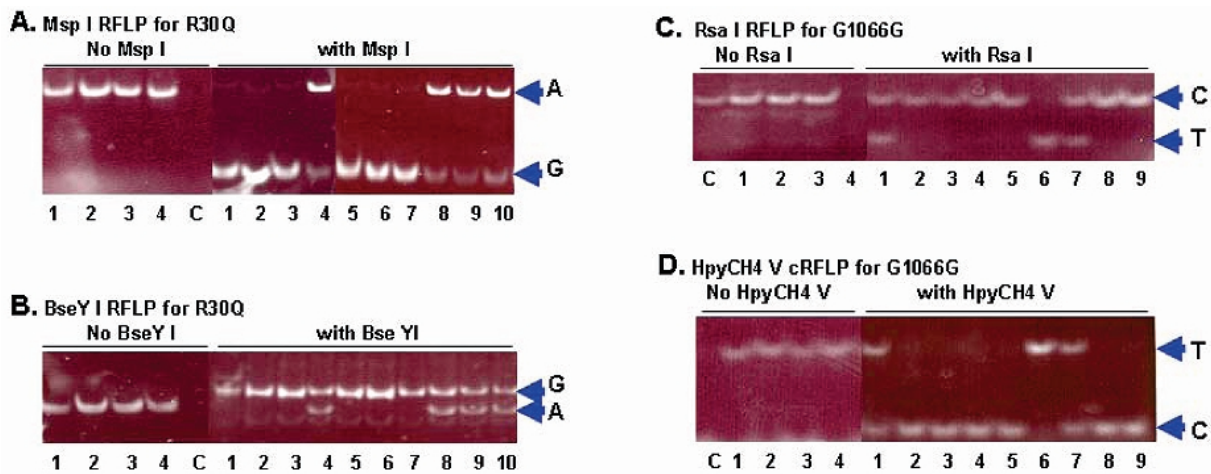 A. Msp I RFLP for R30Q
No Msp I with Msp I
A
G
1 2 3 4 C 1 2 3 4 5 6 7 8 9 10
B. BseY I RFLP for R30Q
No BseY I with Bse YI
G
A
1 2 3 4 C 1 2 3 4 5 6 7 8 9 10
C. Rsa I RFLP for G1066G
No Rsa I with Rsa I
C
T
C 1 2 3 4 1 2 3 4 5 6 7 8 9
D. HpyCH4 V cRFLP for G1066G
No HpyCH4 V with HpyCH4 V
T
C
C 1 2 3 4 1 2 3 4 5 6 7 8 9